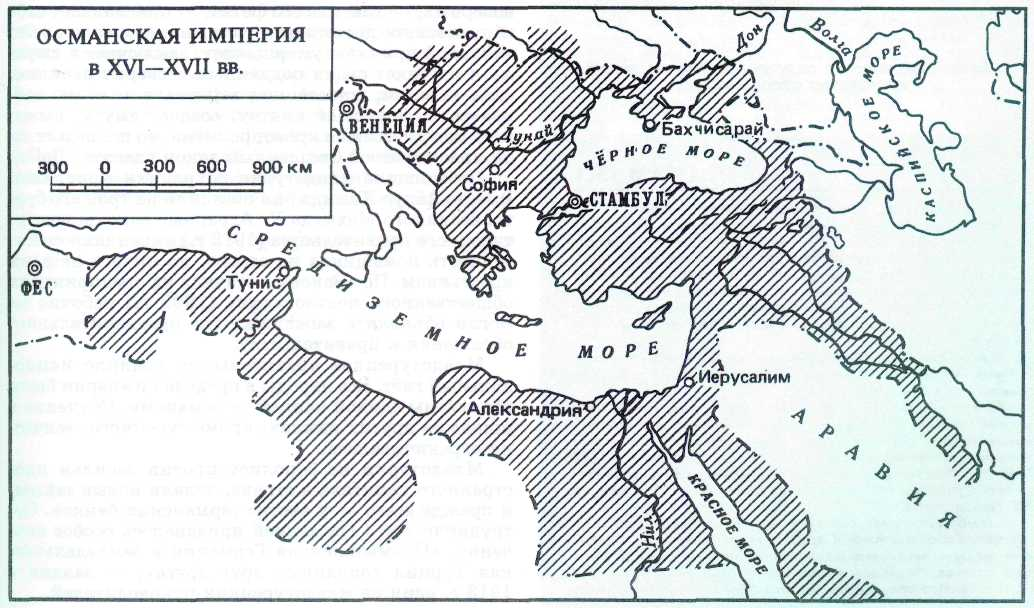 ОСМАНСКАЯ ИМПЕРИЯ
в XVI—XVII вв.
300 0 300 600 900 км
ВЕНЕЦИЯ
Дунай
Дон
Волга
КАСПИЙСКОЕ МОРЕ
Бахчисарай
ЧЁРНОЕ МОРЕ
София
СТАМБУЛ
ФЕС
Тунис
СРЕДИЗЕМНОЕ МОРЕ
Иерусалим
Александрия
АРАВИЯ
Нил
КРАСНОЕ МОРЕ